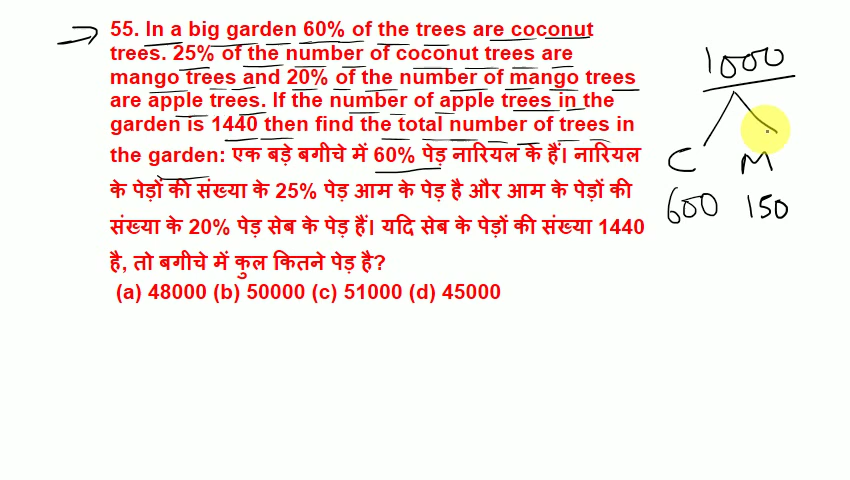 55. In a big garden 60% of the trees are coconut
trees. 25% of the number of coconut trees are
mango trees and 20% of the number of mango trees
are apple trees. If the number of apple trees in the
garden is 1440 then find the total number of trees in
the garden: एक बड़े बगीचे में 60% पेड़ नारियल के हैं। नारियल
के पेड़ों की संख्या के 25% पेड़ आम के पेड़ है और आम के पेड़ों की
संख्या के 20% पेड़ सेब के पेड़ हैं। यदि सेब के पेड़ों की संख्या 1440
है, तो बगीचे में कुल कितने पेड़ है?
(a) 48000 (b) 50000 (c) 51000 (d) 45000
1000
C M
600 150